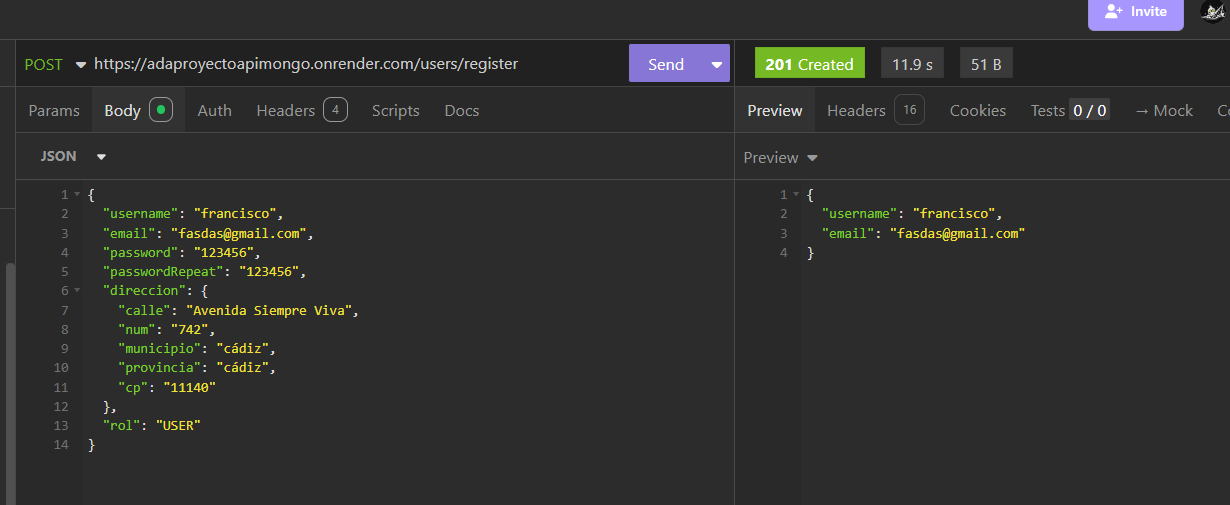 Invite
POST https://adaproyectoapimongo.onrender.com/users/register Send
201 Created 11.9 s 51 B
Params Body Auth Headers 4 Scripts Docs
Preview Headers 16 Cookies Tests 0 / 0 → Mock Co
JSON
Preview
1 {
2 "username": "francisco",
3 "email": "fasdas@gmail.com",
4 "password": "123456",
5 "passwordRepeat": "123456",
6 "direccion": {
7 "calle": "Avenida Siempre Viva",
8 "num": "742",
9 "municipio": "cádiz",
10 "provincia": "cádiz",
11 "cp": "11140"
12 },
13 "rol": "USER"
14 }
1 {
2 "username": "francisco",
3 "email": "fasdas@gmail.com"
4 }